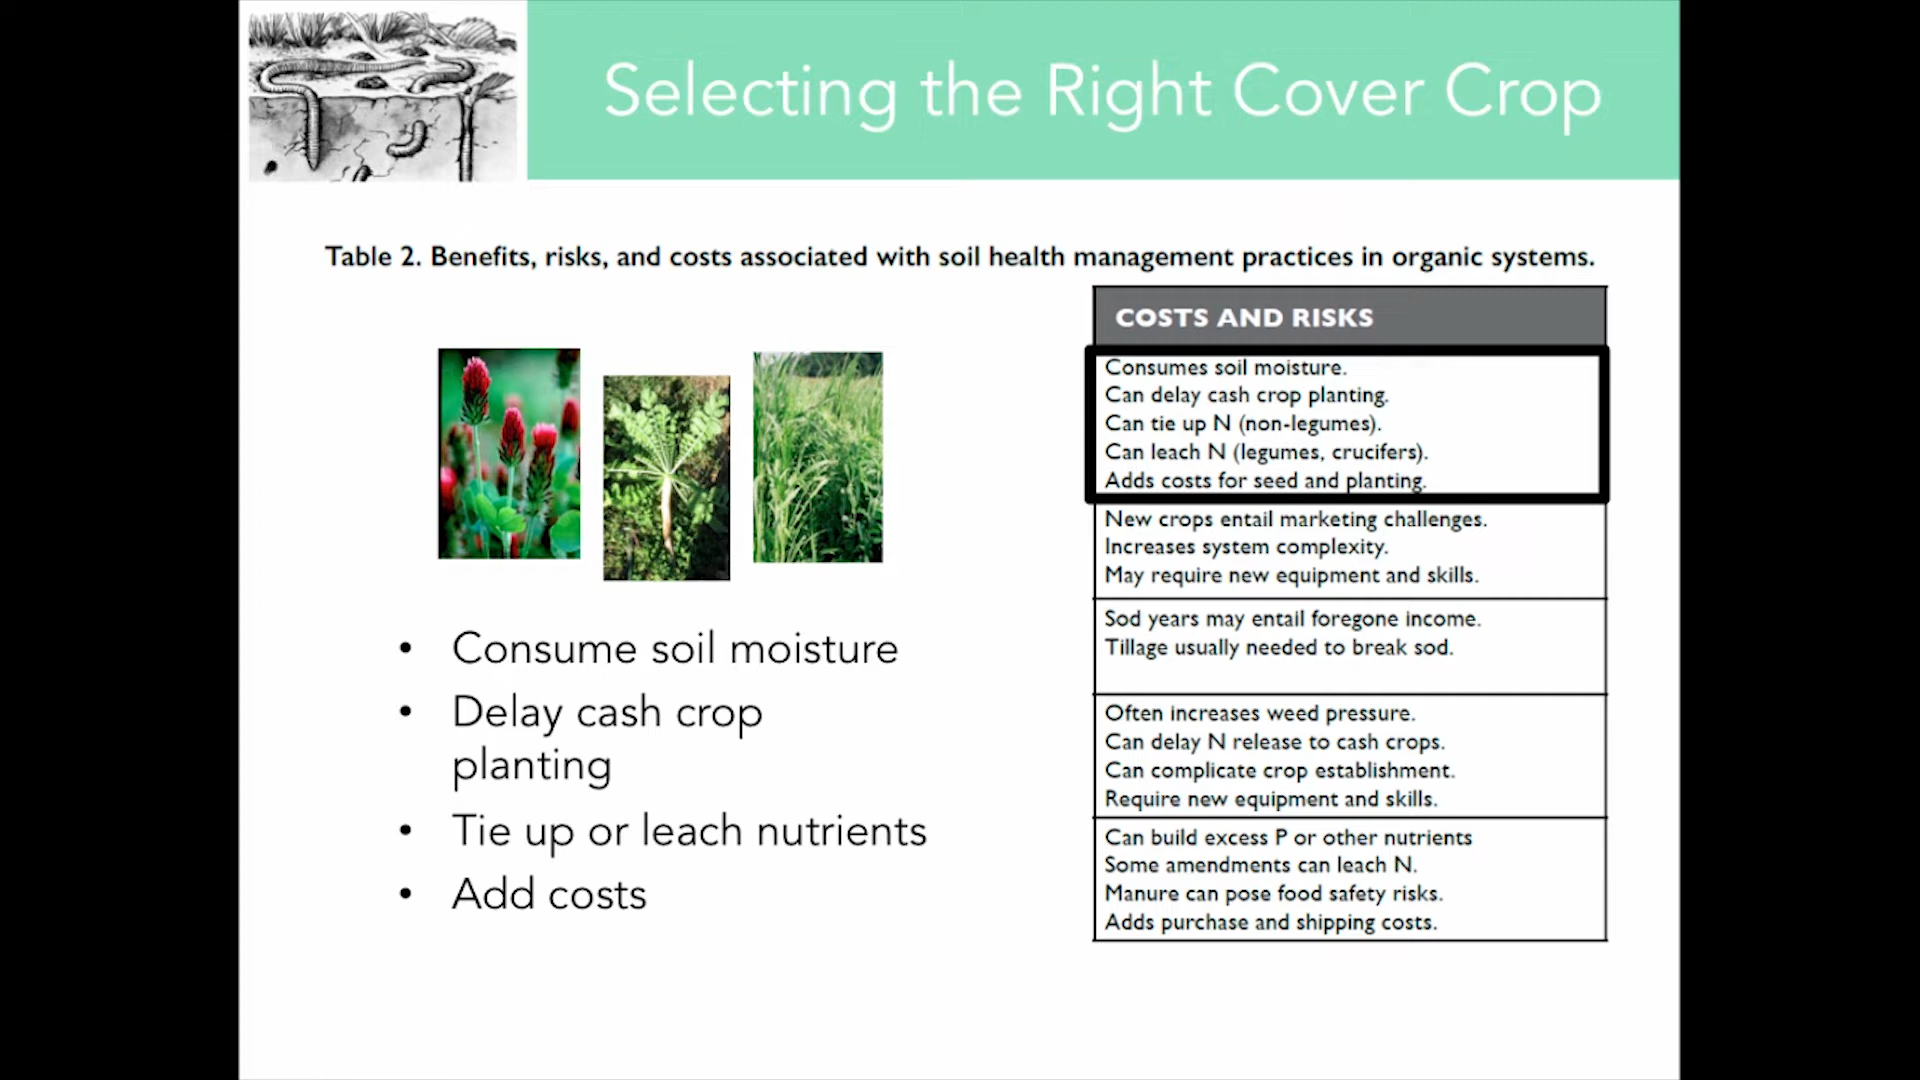 Selecting the Right Cover Crop
Table 2. Benefits, risks, and costs associated with soil health management practices in organic systems.
• Consume soil moisture
• Delay cash crop
planting
• Tie up or leach nutrients
• Add costs
COSTS AND RISKS
Consumes soil moisture.
Can delay cash crop planting.
Can tie up N (non-legumes).
Can leach N (legumes, crucifers).
Adds costs for seed and planting.
New crops entail marketing challenges.
Increases system complexity.
May require new equipment and skills.
Sod years may entail foregone income.
Tillage usually needed to break sod.
Often increases weed pressure.
Can delay N release to cash crops.
Can complicate crop establishment.
Require new equipment and skills.
Can build excess P or other nutrients
Some amendments can leach N.
Manure can pose food safety risks.
Adds purchase and shipping costs.